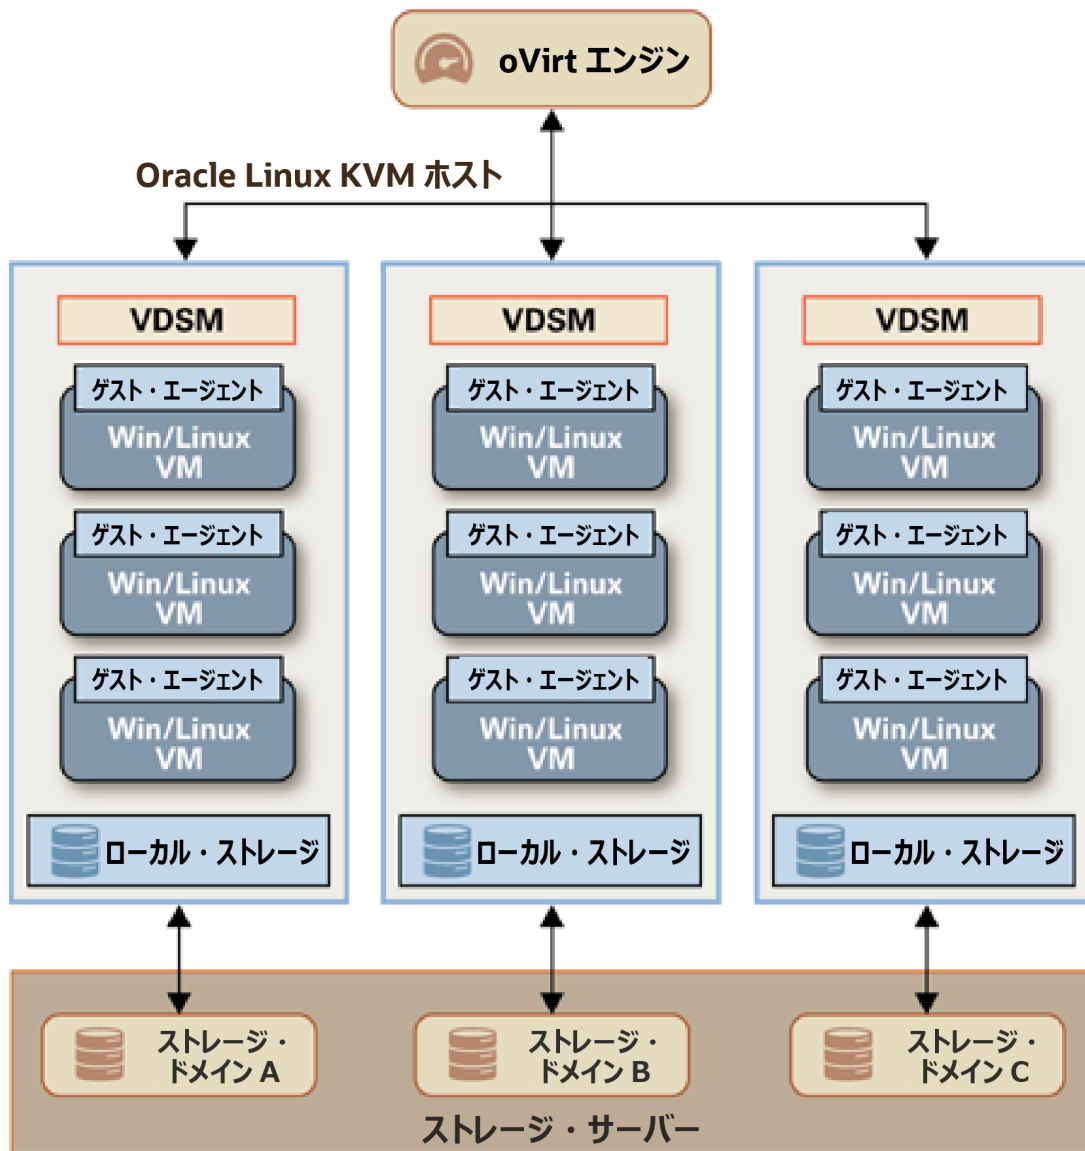 oVirt エンジン
Oracle Linux KVM ホスト
VDSM
ゲスト・エージェント
Win/Linux
VM
ゲスト・エージェント
Win/Linux
VM
ゲスト・エージェント
Win/Linux
VM
ローカル・ストレージ
VDSM
ゲスト・エージェント
Win/Linux
VM
ゲスト・エージェント
Win/Linux
VM
ゲスト・エージェント
Win/Linux
VM
ローカル・ストレージ
VDSM
ゲスト・エージェント
Win/Linux
VM
ゲスト・エージェント
Win/Linux
VM
ゲスト・エージェント
Win/Linux
VM
ローカル・ストレージ
ストレージ・
ドメイン A
ストレージ・
ドメイン B
ストレージ・
ドメイン C
ストレージ・サーバー